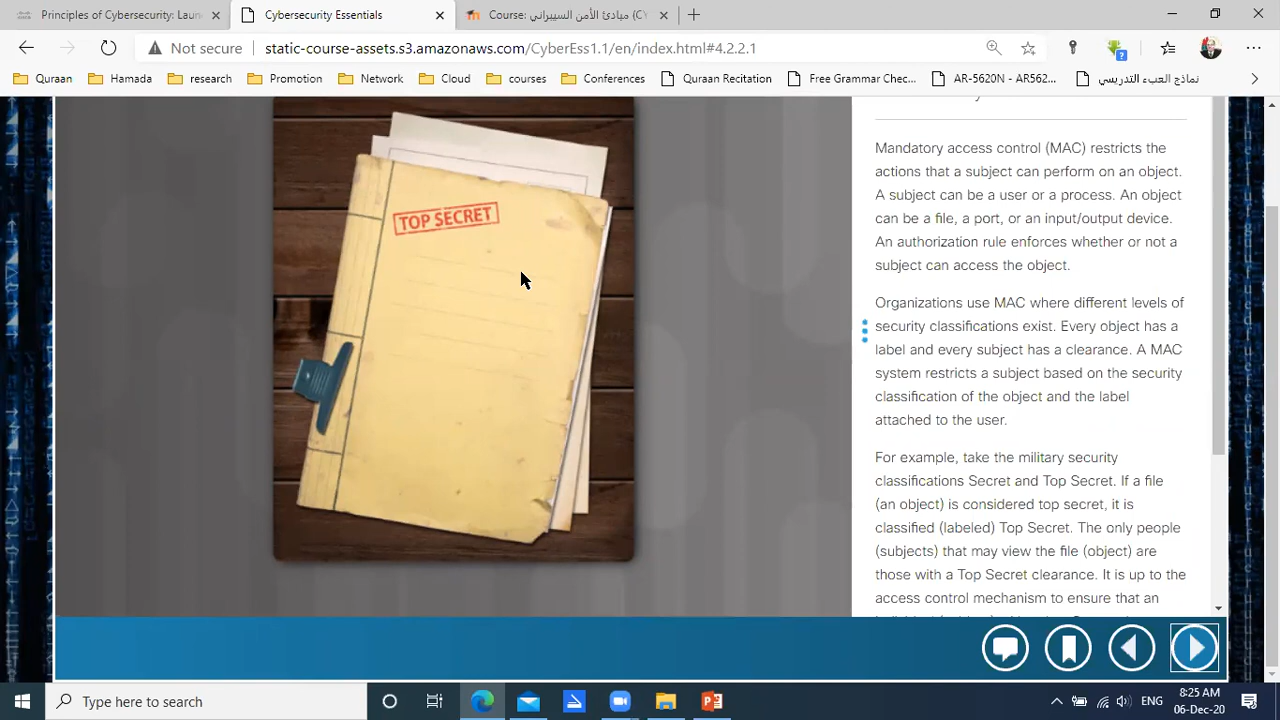 Principles of Cybersecurity: Laun
Cybersecurity Essentials
Course: مبادئ الأمن السيبراني (CY
Not secure
static-course-assets.s3.amazonaws.com/CyberEss1.1/en/index.html#4.2.2.1
Quraan
Hamada
research
Promotion
Network
Cloud
courses
Conferences
Quraan Recitation
Free Grammar Chec...
AR-5620N - AR562...
نماذج العبء التدريسي
TOP SECRET
Mandatory access control (MAC) restricts the
actions that a subject can perform on an object.
A subject can be a user or a process. An object
can be a file, a port, or an input/output device.
An authorization rule enforces whether or not a
subject can access the object.
Organizations use MAC where different levels of
security classifications exist. Every object has a
label and every subject has a clearance. A MAC
system restricts a subject based on the security
classification of the object and the label
attached to the user.
For example, take the military security
classifications Secret and Top Secret. If a file
(an object) is considered top secret, it is
classified (labeled) Top Secret. The only people
(subjects) that may view the file (object) are
those with a Top Secret clearance. It is up to the
access control mechanism to ensure that an
Type here to search
ENG
8:25 AM
06-Dec-20